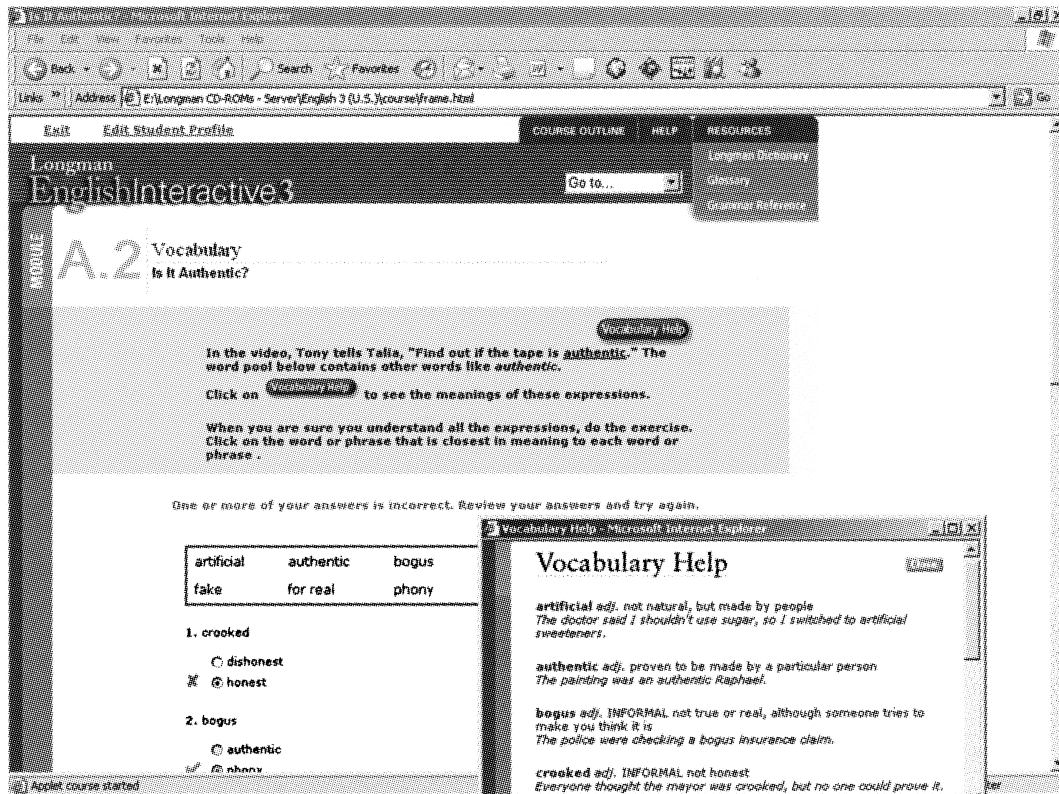 Is It Authentic? - Microsoft Internet Explorer
File Edit View Favorites Tools Help
Back Search Favorites
Links » Address E:\Longman CD-ROMs - Server\English 3 (U.S.)\course\frame.html Go
Exit Edit Student Profile COURSE OUTLINE HELP RESOURCES
Longman Dictionary
Glossary
Grammar Reference
Longman
EnglishInteractive3
Go to...
MODULE
A.2
Vocabulary
Is It Authentic?
Vocabulary Help
In the video, Tony tells Talia, "Find out if the tape is authentic." The
word pool below contains other words like authentic.
Click on Vocabulary Help to see the meanings of these expressions.
When you are sure you understand all the expressions, do the exercise.
Click on the word or phrase that is closest in meaning to each word or
phrase .
One or more of your answers is incorrect. Review your answers and try again.
artificial authentic bogus
fake for real phony
1. crooked
dishonest
honest
2. bogus
authentic
phony
Vocabulary Help - Microsoft Internet Explorer
Vocabulary Help
artificial adj. not natural, but made by people
The doctor said I shouldn't use sugar, so I switched to artificial
sweeteners.
authentic adj. proven to be made by a particular person
The painting was an authentic Raphael.
bogus adj. INFORMAL not true or real, although someone tries to
make you think it is
The police were checking a bogus insurance claim.
crooked adj. INFORMAL not honest
Everyone thought the mayor was crooked, but no one could prove it.
Applet course started